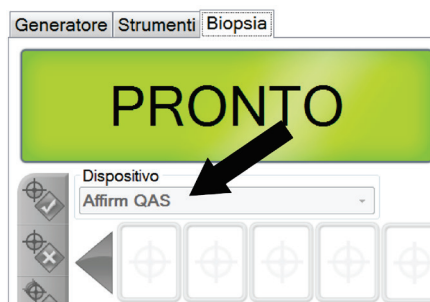 Generatore Strumenti Biopsia
PRONTO
Dispositivo
Affirm QAS